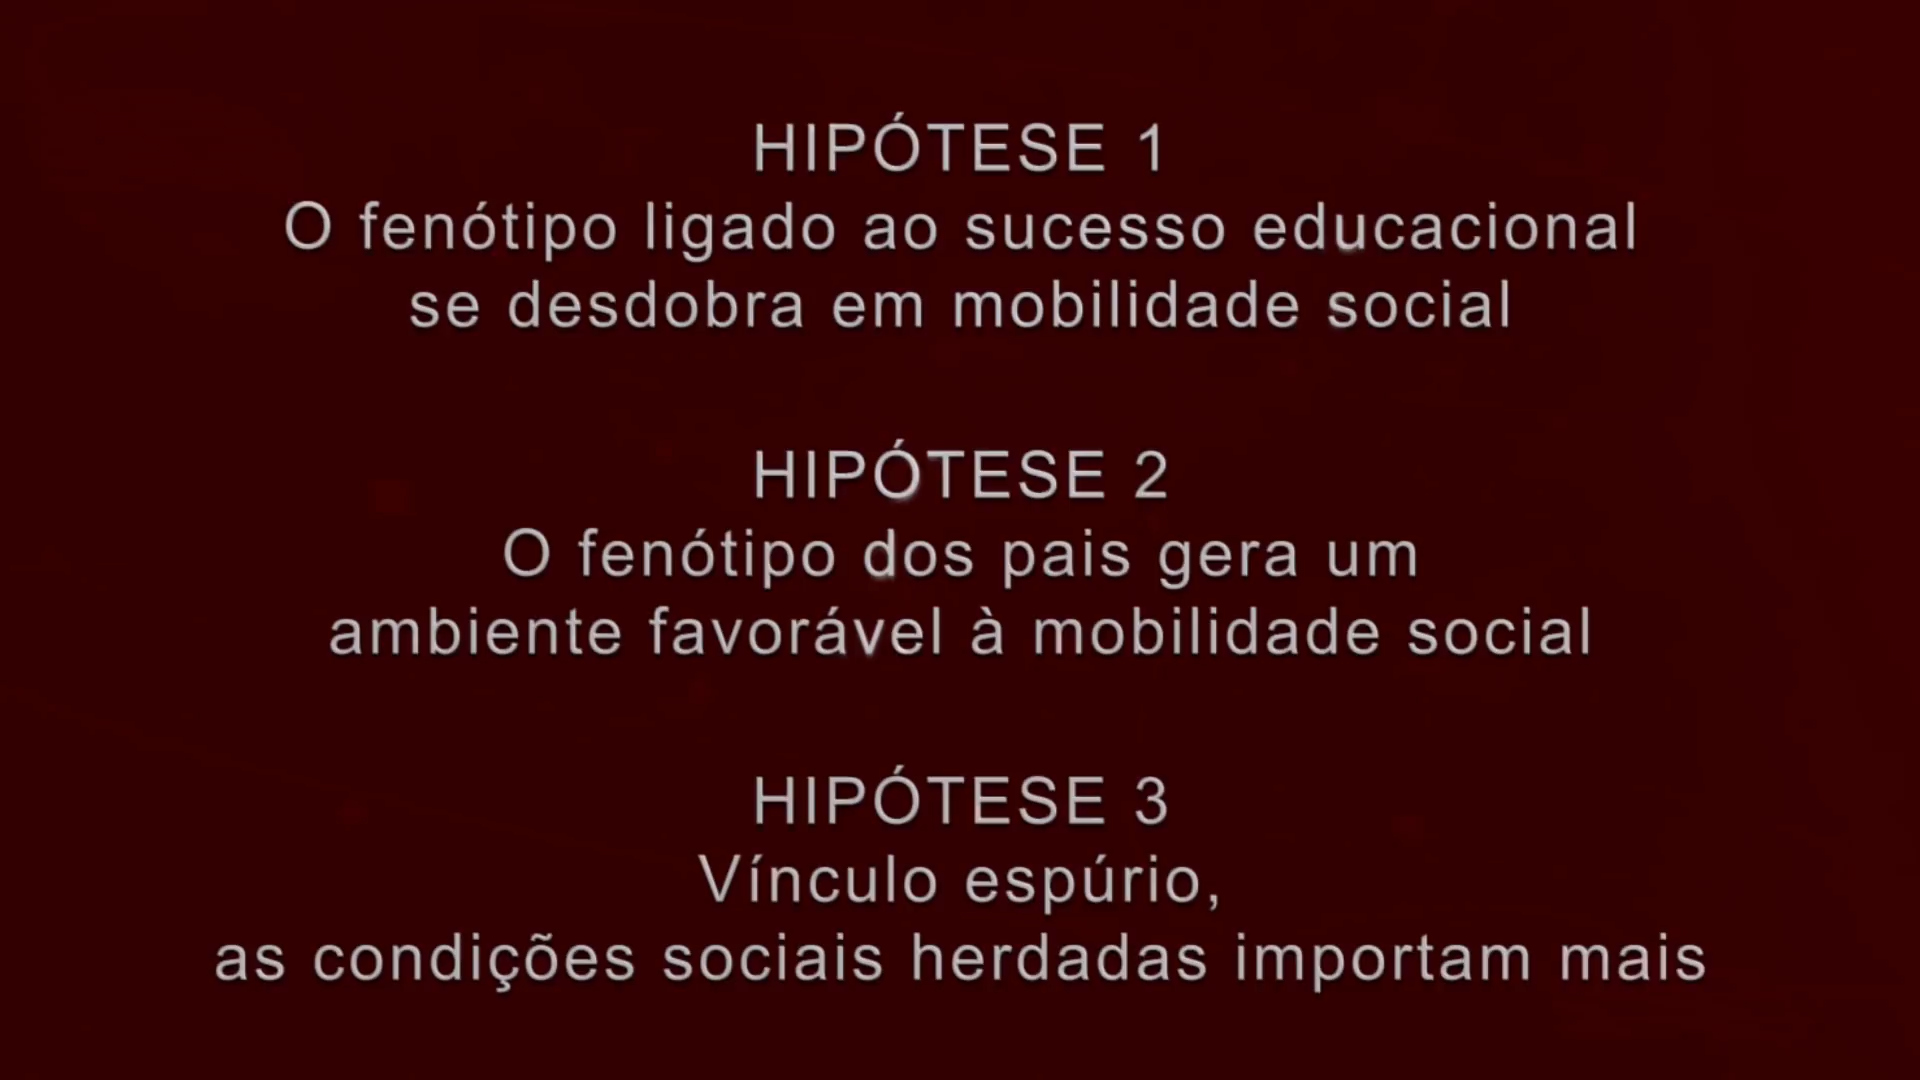 HIPÓTESE 1
O fenótipo ligado ao sucesso educacional
se desdobra em mobilidade social
HIPÓTESE 2
O fenótipo dos pais gera um
ambiente favorável à mobilidade social
HIPÓTESE 3
Vínculo espúrio,
as condições sociais herdadas importam mais